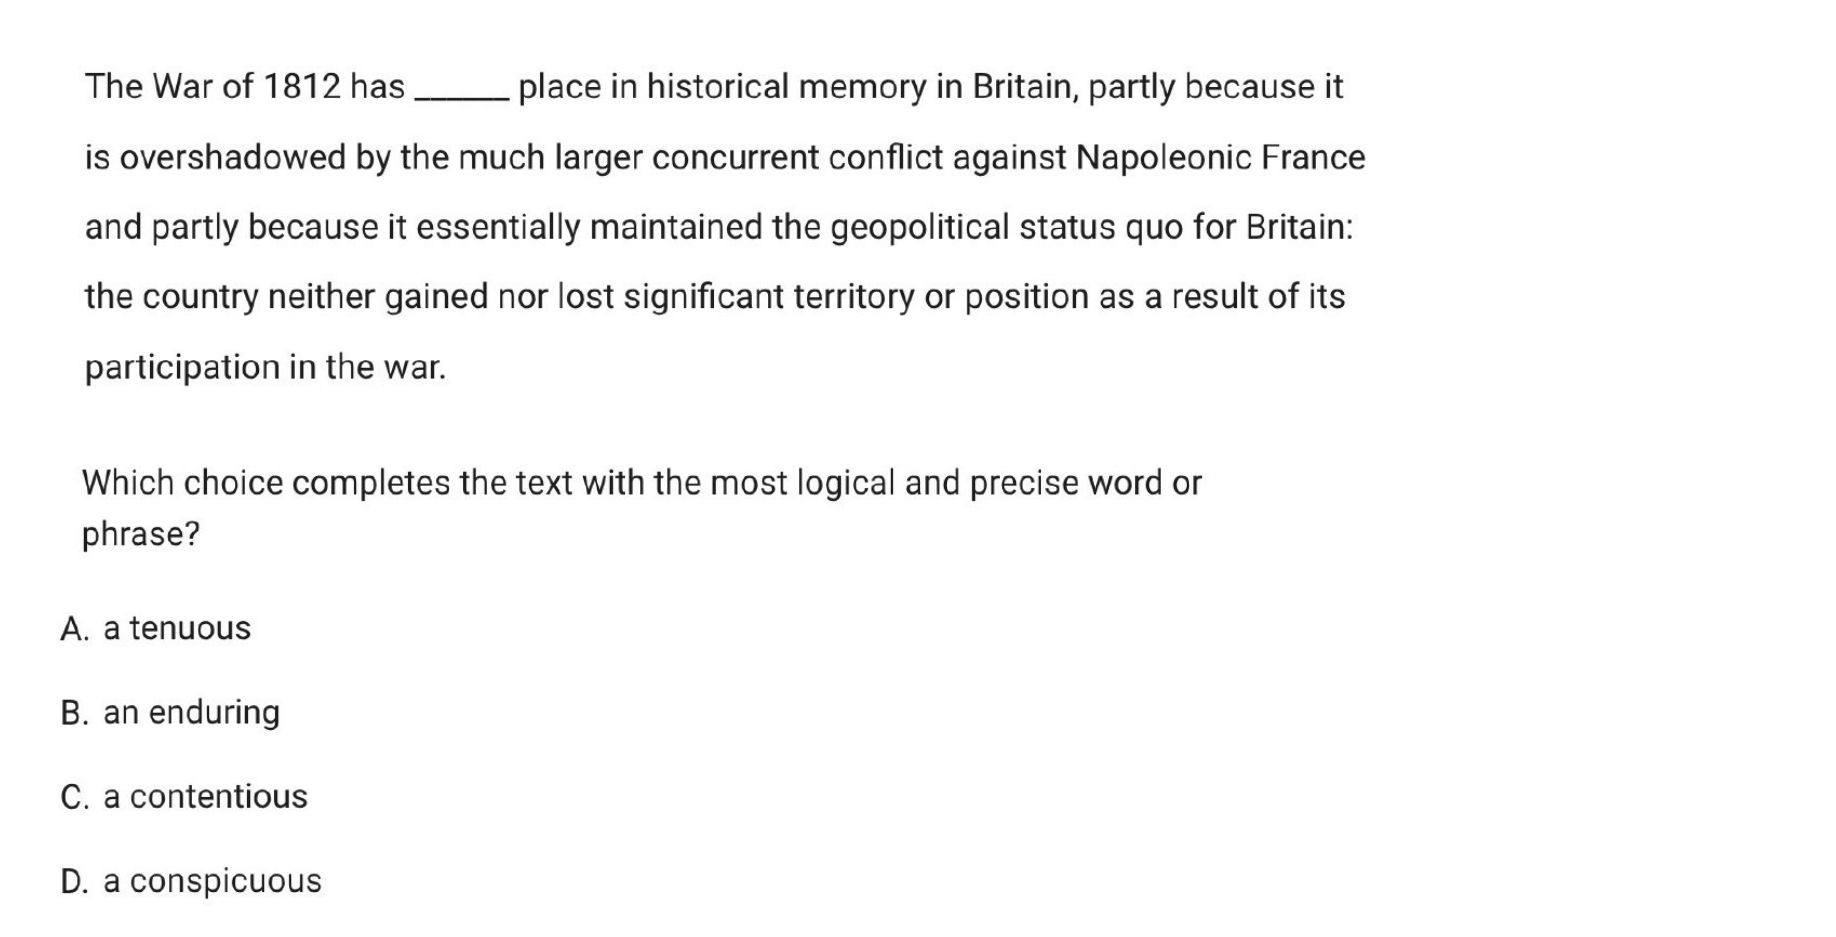 The War of 1812 has ______ place in historical memory in Britain, partly because it
is overshadowed by the much larger concurrent conflict against Napoleonic France
and partly because it essentially maintained the geopolitical status quo for Britain:
the country neither gained nor lost significant territory or position as a result of its
participation in the war.
Which choice completes the text with the most logical and precise word or
phrase?
A. a tenuous
B. an enduring
C. a contentious
D. a conspicuous